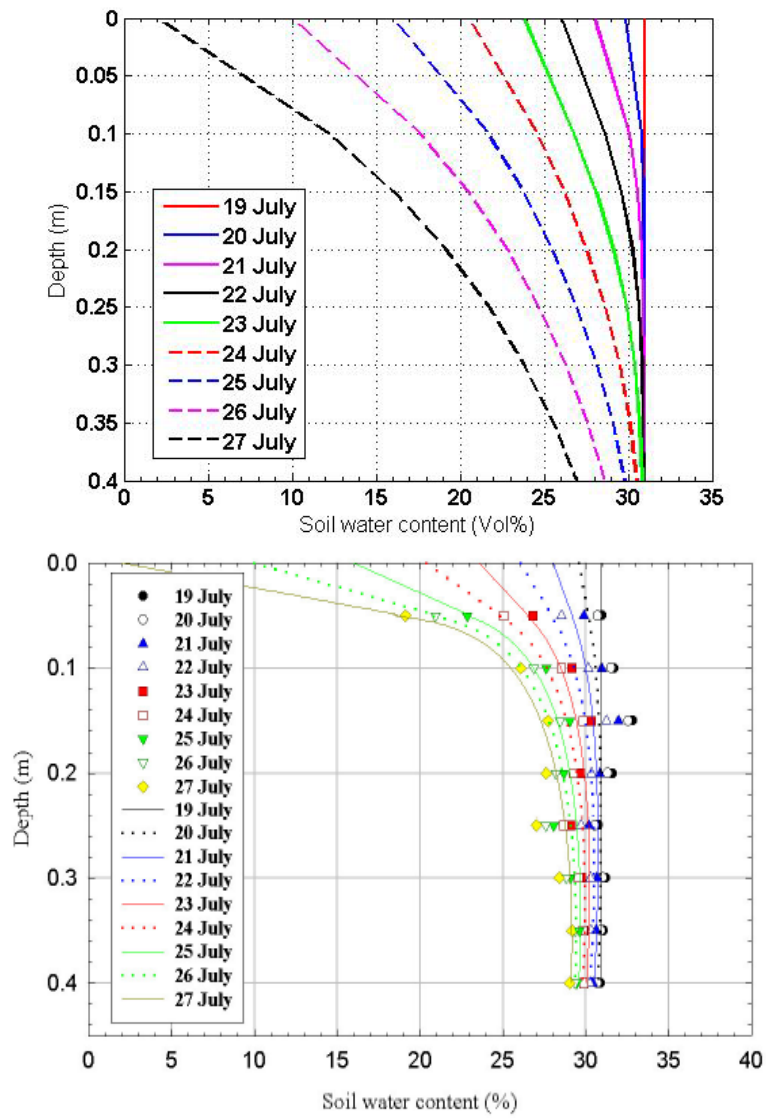 0
0.05
0.1
0.15
0.2
0.25
0.3
0.35
0.4
Depth (m)
19 July
20 July
21 July
22 July
23 July
24 July
25 July
26 July
27 July
0 5 10 15 20 25 30 35
Soil water content (Vol%)
0.0
0.1
0.2
0.3
0.4
Depth (m)
19 July
20 July
21 July
22 July
23 July
24 July
25 July
26 July
27 July
19 July
20 July
21 July
22 July
23 July
24 July
25 July
26 July
27 July
0 5 10 15 20 25 30 35 40
Soil water content (%)